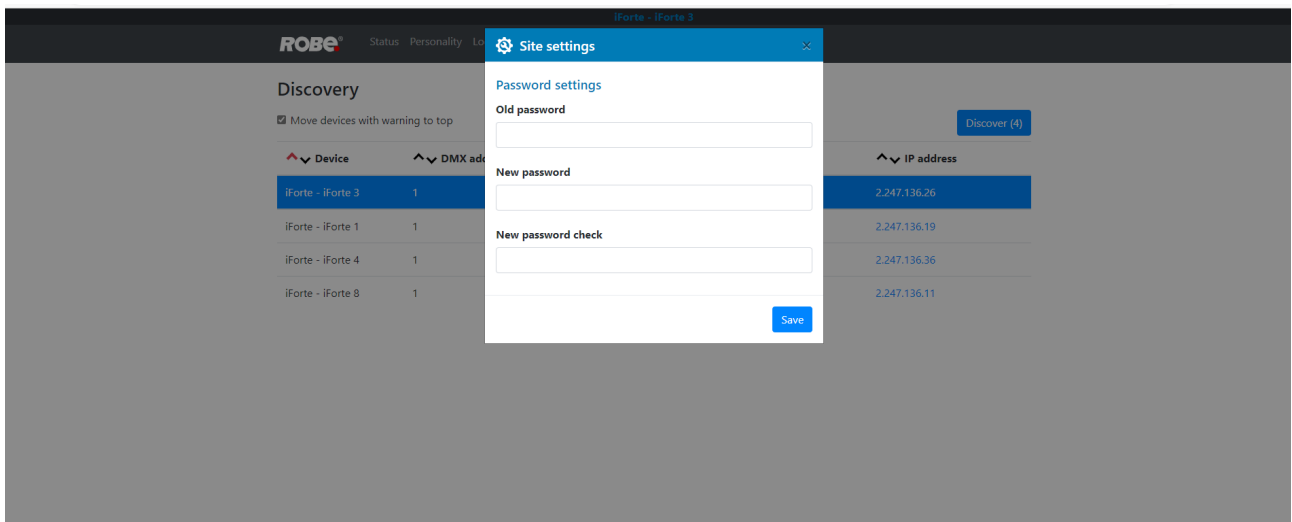 iForte - iForte 3
ROBE®
Status Personality Lo
Site settings ×
Discovery
Password settings
Old password
Move devices with warning to top
Discover (4)
Device DMX add IP address
New password
iForte - iForte 3 1 2.247.136.26
iForte - iForte 1 1 2.247.136.19
New password check
iForte - iForte 4 1 2.247.136.36
iForte - iForte 8 1 2.247.136.11
Save